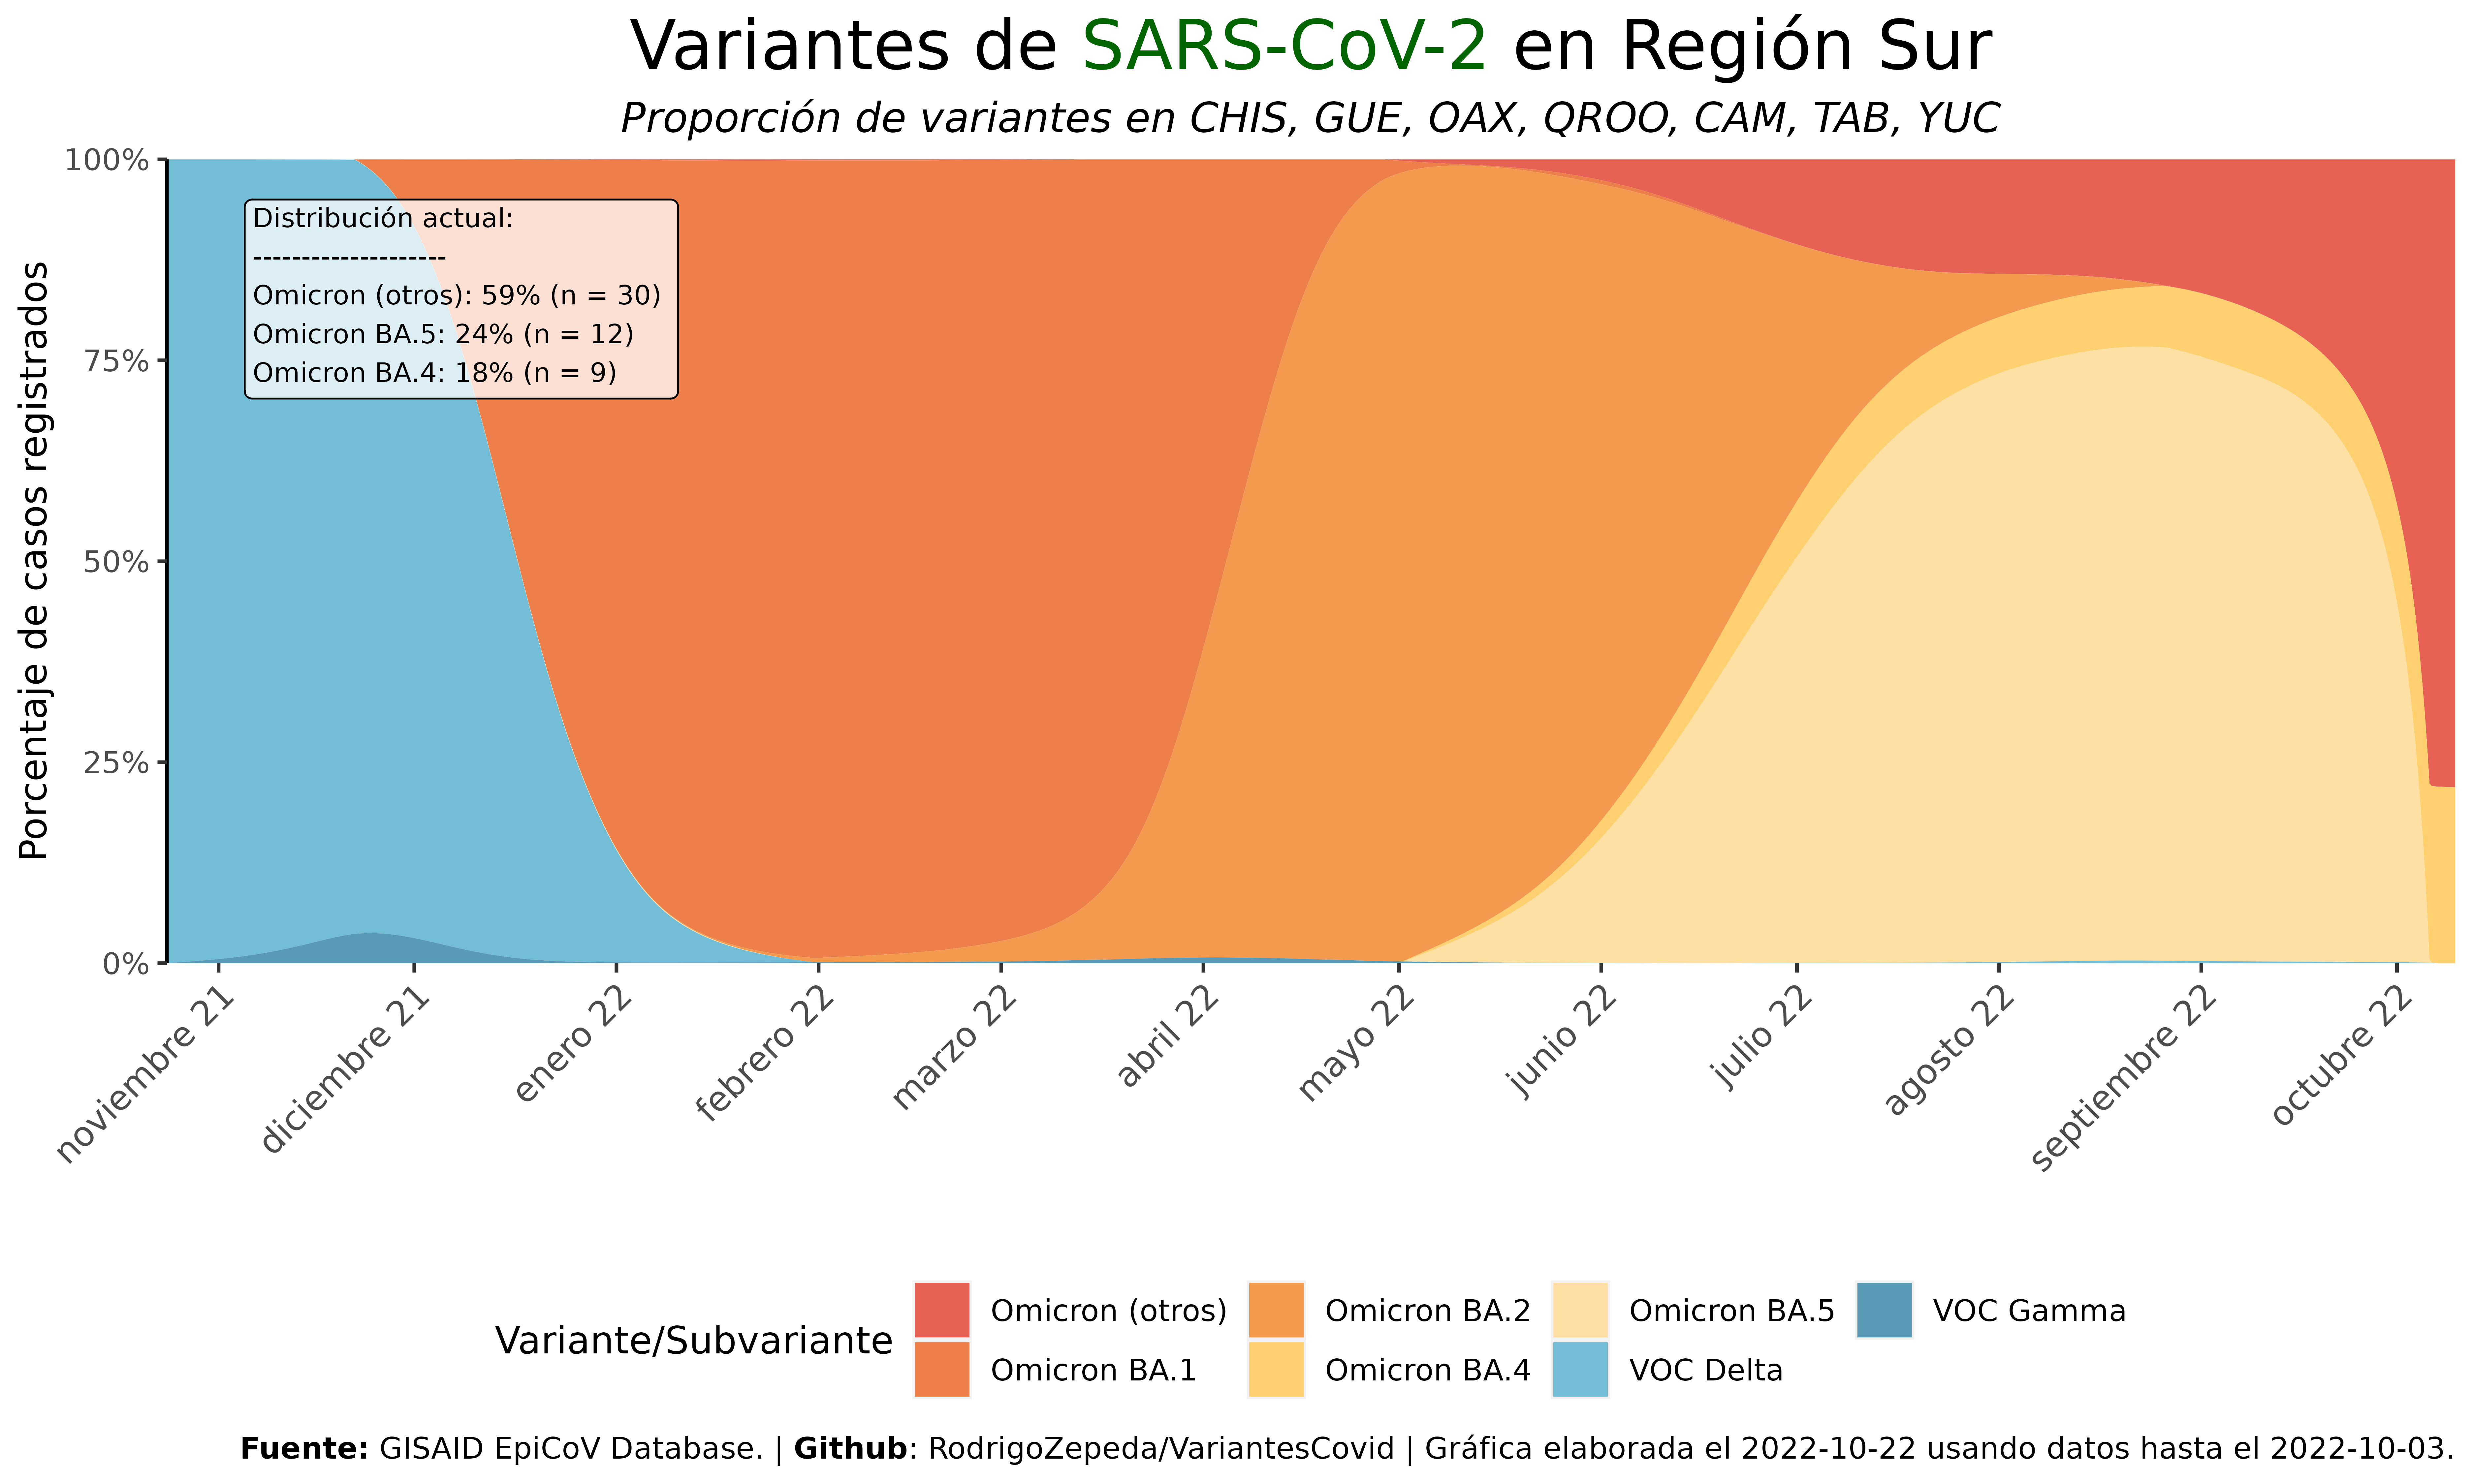 Variantes de SARS-CoV-2 en Región Sur
Proporción de variantes en CHIS, GUE, OAX, QROO, CAM, TAB, YUC
Porcentaje de casos registrados
100%
75%
50%
25%
0%
Distribución actual:
--------------------
Omicron (otros): 59% (n = 30)
Omicron BA.5: 24% (n = 12)
Omicron BA.4: 18% (n = 9)
noviembre 21
diciembre 21
enero 22
febrero 22
marzo 22
abril 22
mayo 22
junio 22
julio 22
agosto 22
septiembre 22
octubre 22
Variante/Subvariante
Omicron (otros)
Omicron BA.1
Omicron BA.2
Omicron BA.4
Omicron BA.5
VOC Delta
VOC Gamma
Fuente: GISAID EpiCoV Database. | Github: RodrigoZepeda/VariantesCovid | Gráfica elaborada el 2022-10-22 usando datos hasta el 2022-10-03.